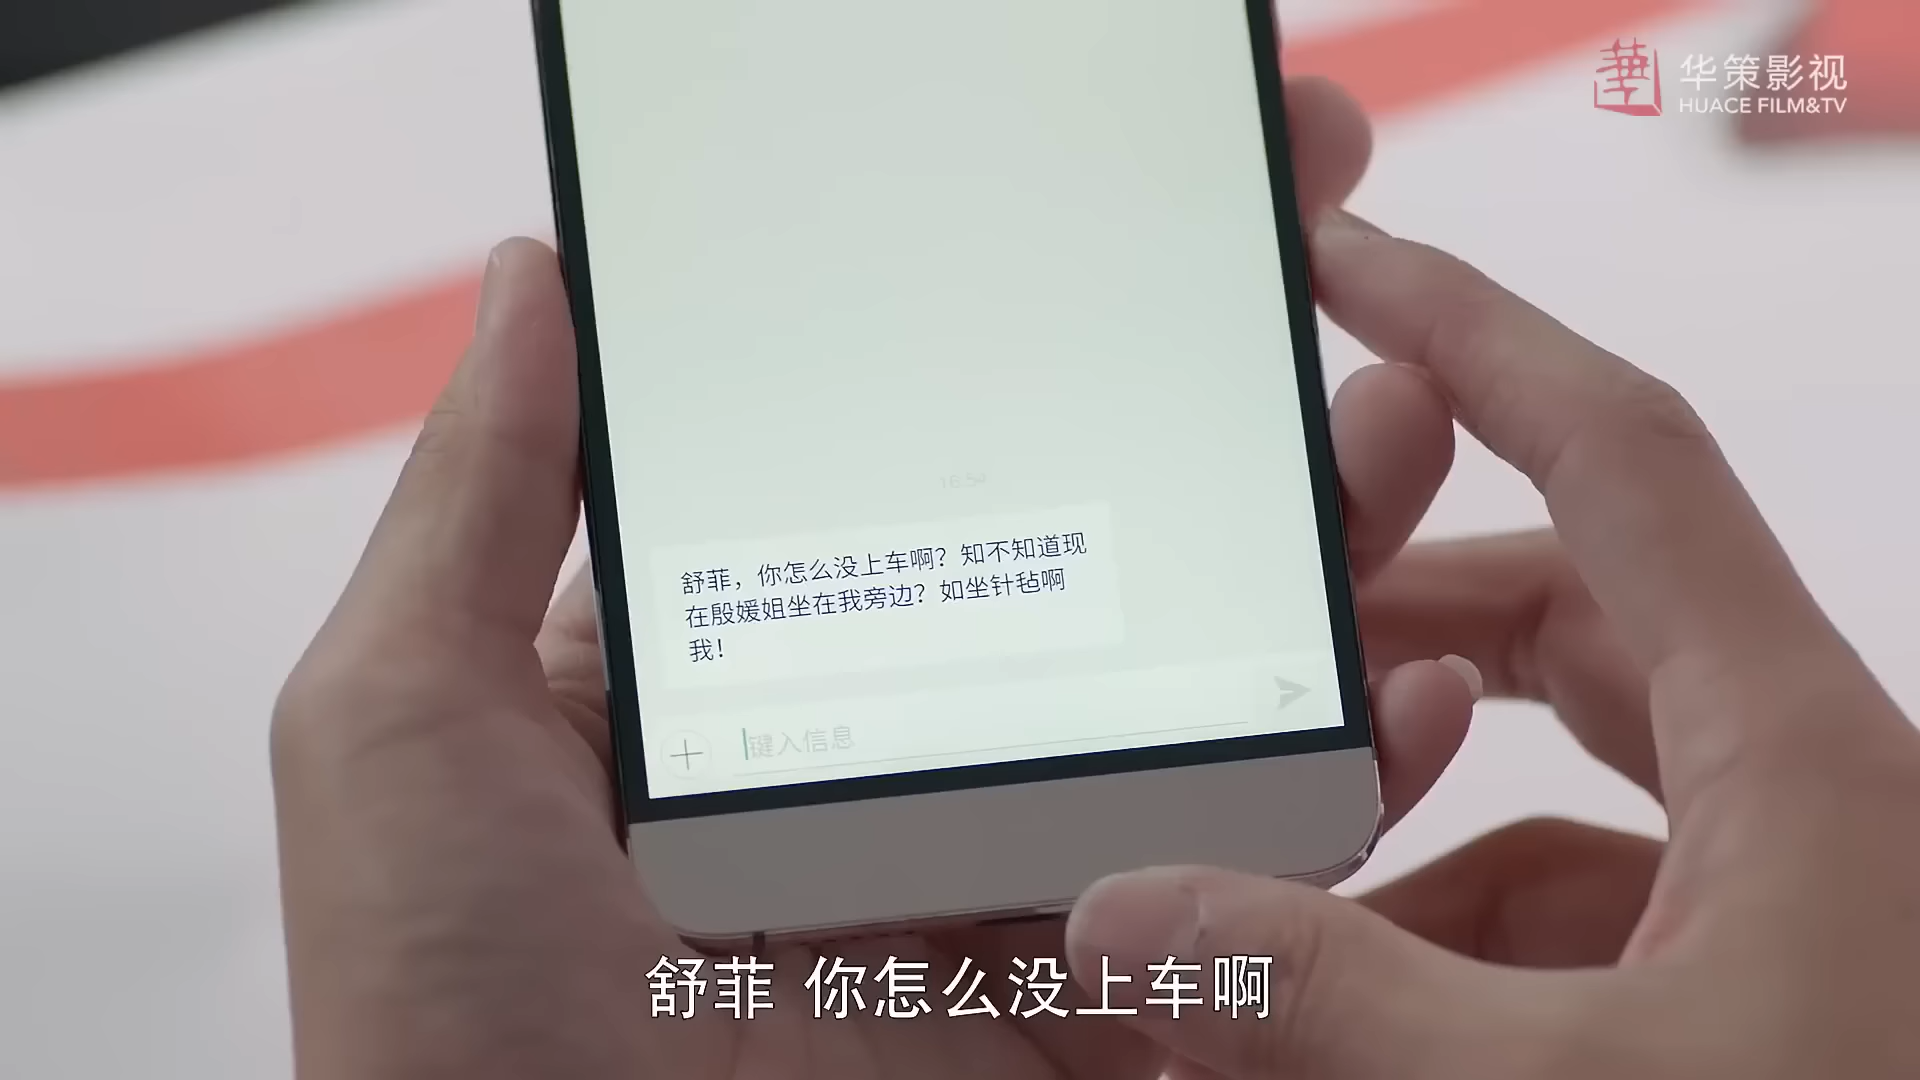 华策影视
HUACE FILM&TV
16:54
舒菲，你怎么没上车啊？知不知道现
在殷媛姐坐在我旁边？如坐针毡啊
我！
键入信息
舒菲 你怎么没上车啊